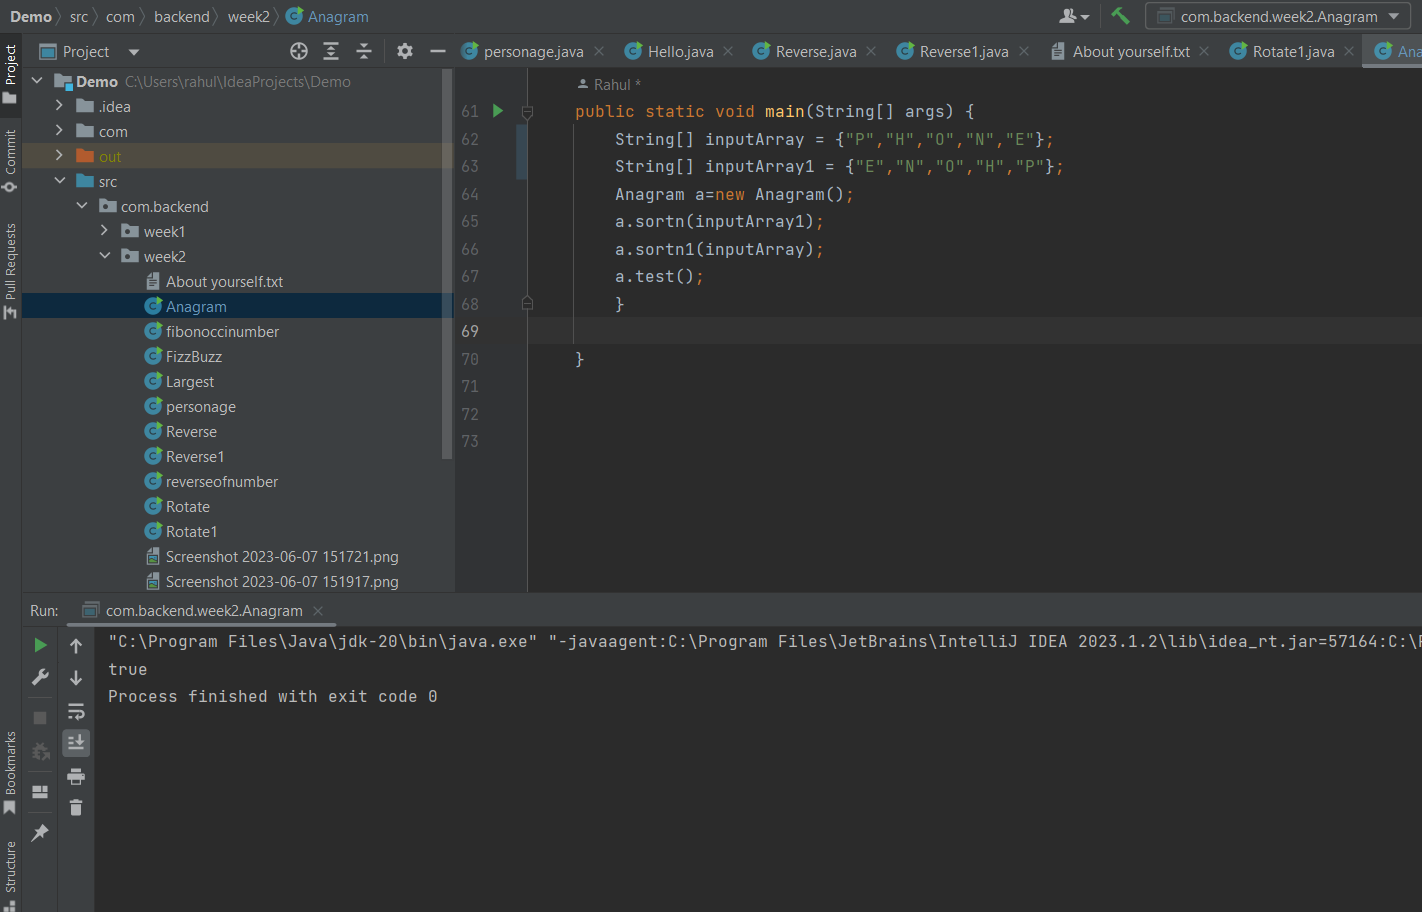 Demo src com backend week2 Anagram com.backend.week2.Anagram
Project personage.java Hello.java Reverse.java Reverse1.java About yourself.txt Rotate1.java Ana
Project
Commit
Pull Requests
Bookmarks
Structure
Demo C:\Users\rahul\IdeaProjects\Demo
.idea
com
out
src
com.backend
week1
week2
About yourself.txt
Anagram
fibonoccinumber
FizzBuzz
Largest
personage
Reverse
Reverse1
reverseofnumber
Rotate
Rotate1
Screenshot 2023-06-07 151721.png
Screenshot 2023-06-07 151917.png
Rahul *
61 public static void main(String[] args) {
62 String[] inputArray = {"P","H","O","N","E"};
63 String[] inputArray1 = {"E","N","O","H","P"};
64 Anagram a=new Anagram();
65 a.sortn(inputArray1);
66 a.sortn1(inputArray);
67 a.test();
68 }
69
70 }
71
72
73
Run: com.backend.week2.Anagram
"C:\Program Files\Java\jdk-20\bin\java.exe" "-javaagent:C:\Program Files\JetBrains\IntelliJ IDEA 2023.1.2\lib\idea_rt.jar=57164:C:\
true
Process finished with exit code 0